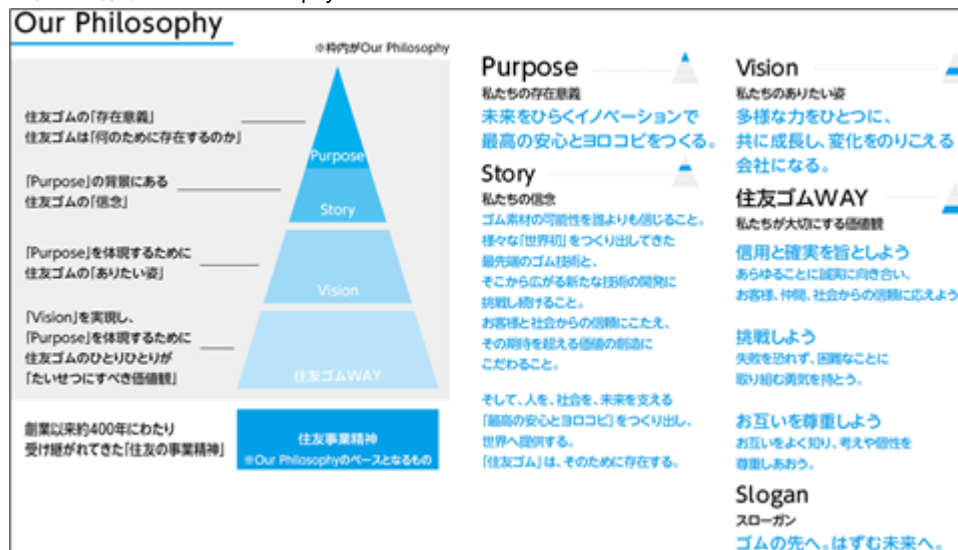 Our Philosophy
※枠内がOur Philosophy
住友ゴムの「存在意義」
住友ゴムは「何のために存在するのか」
Purpose
「Purpose」の背景にある
住友ゴムの「信念」
Story
「Purpose」を体現するために
住友ゴムの「ありたい姿」
Vision
「Vision」を実現し、
「Purpose」を体現するために
住友ゴムのひとりひとりが
「たいせつにすべき価値観」
住友ゴムWAY
創業以来約400年にわたり
受け継がれてきた「住友の事業精神」
住友事業精神
※Our Philosophyのベースとなるもの
Purpose
私たちの存在意義
未来をひらくイノベーションで
最高の安心とヨロコビをつくる。
Story
私たちの信念
ゴム素材の可能性を誰よりも信じること。
様々な「世界初」をつくり出してきた
最先端のゴム技術と、
そこから広がる新たな技術の開発に
挑戦し続けること。
お客様と社会からの信頼にこたえ、
その期待を超える価値の創造に
こだわること。
そして、人を、社会を、未来を支える
「最高の安心とヨロコビ」をつくり出し、
世界へ提供する。
「住友ゴム」は、そのために存在する。
Vision
私たちのありたい姿
多様な力をひとつに、
共に成長し、変化をのりこえる
会社になる。
住友ゴムWAY
私たちが大切にする価値観
信用と確実を旨としよう
あらゆることに誠実に向き合い、
お客様、仲間、社会からの信頼に応えよう
挑戦しよう
失敗を恐れず、困難なことに
取り組む勇気を持とう。
お互いを尊重しよう
お互いをよく知り、考えや個性を
尊重しあおう。
Slogan
スローガン
ゴムの先へ。はずむ未来へ。